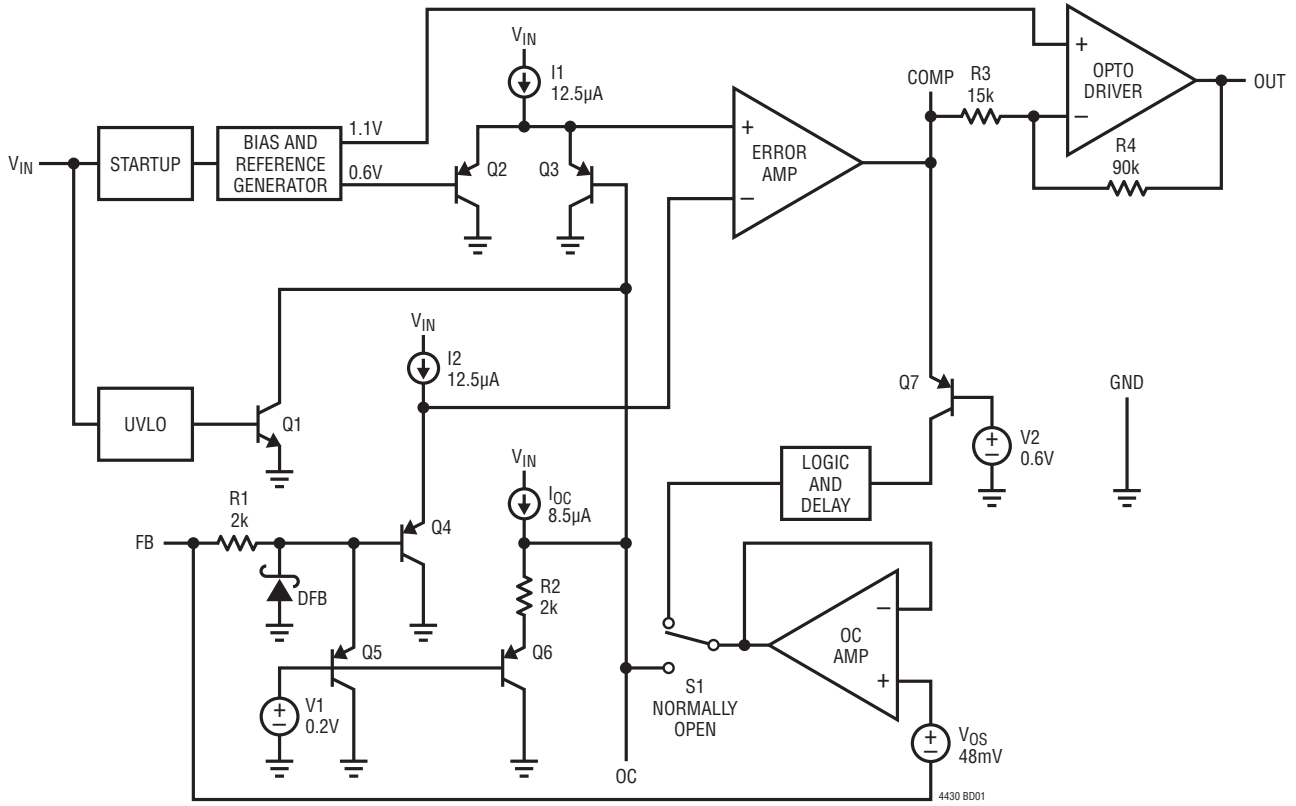 VIN
I1
12.5µA
COMP
R3
15k
+
−
OPTO
DRIVER
OUT
R4
90k
VIN
STARTUP
BIAS AND
REFERENCE
GENERATOR
1.1V
0.6V
Q2
Q3
+
−
ERROR
AMP
VIN
I2
12.5µA
UVLO
Q1
Q7
+
−
V2
0.6V
GND
VIN
IOC
8.5µA
LOGIC
AND
DELAY
R1
2k
FB
DFB
Q4
R2
2k
Q5
Q6
+
−
V1
0.2V
S1
NORMALLY
OPEN
OC
AMP
−
+
+
−
VOS
48mV
OC
4430 BD01